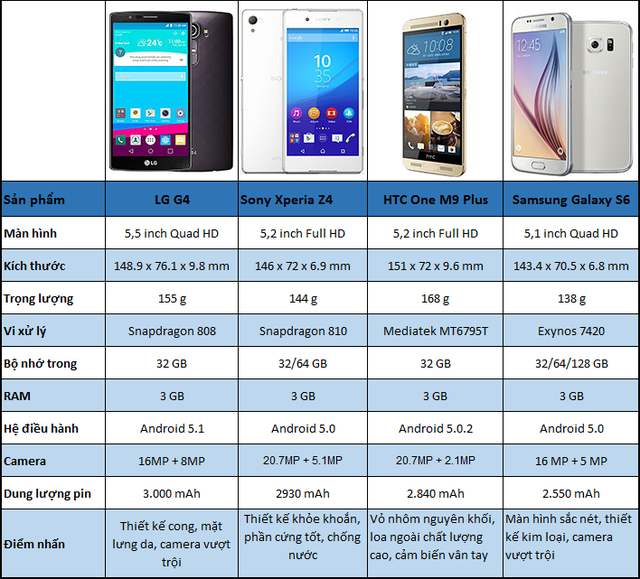 24°C
LG
SONY
10
35
10:08
htc
SAMSUNG
Sản phẩm LG G4 Sony Xperia Z4 HTC One M9 Plus Samsung Galaxy S6
Màn hình 5,5 inch Quad HD 5,2 inch Full HD 5,2 inch Full HD 5,1 inch Quad HD
Kích thước 148.9 x 76.1 x 9.8 mm 146 x 72 x 6.9 mm 151 x 72 x 9.6 mm 143.4 x 70.5 x 6.8 mm
Trọng lượng 155 g 144 g 168 g 138 g
Vi xử lý Snapdragon 808 Snapdragon 810 Mediatek MT6795T Exynos 7420
Bộ nhớ trong 32 GB 32/64 GB 32 GB 32/64/128 GB
RAM 3 GB 3 GB 3 GB 3 GB
Hệ điều hành Android 5.1 Android 5.0 Android 5.0.2 Android 5.0
Camera 16MP + 8MP 20.7MP + 5.1MP 20.7MP + 2.1MP 16 MP + 5 MP
Dung lượng pin 3.000 mAh 2930 mAh 2.840 mAh 2.550 mAh
Điểm nhấn
Thiết kế cong, mặt
lưng da, camera vượt
trội
Thiết kế khỏe khoắn,
phần cứng tốt, chống
nước
Vỏ nhôm nguyên khối,
loa ngoài chất lượng
cao, cảm biến vân tay
Màn hình sắc nét, thiết
kế kim loại, camera
vượt trội